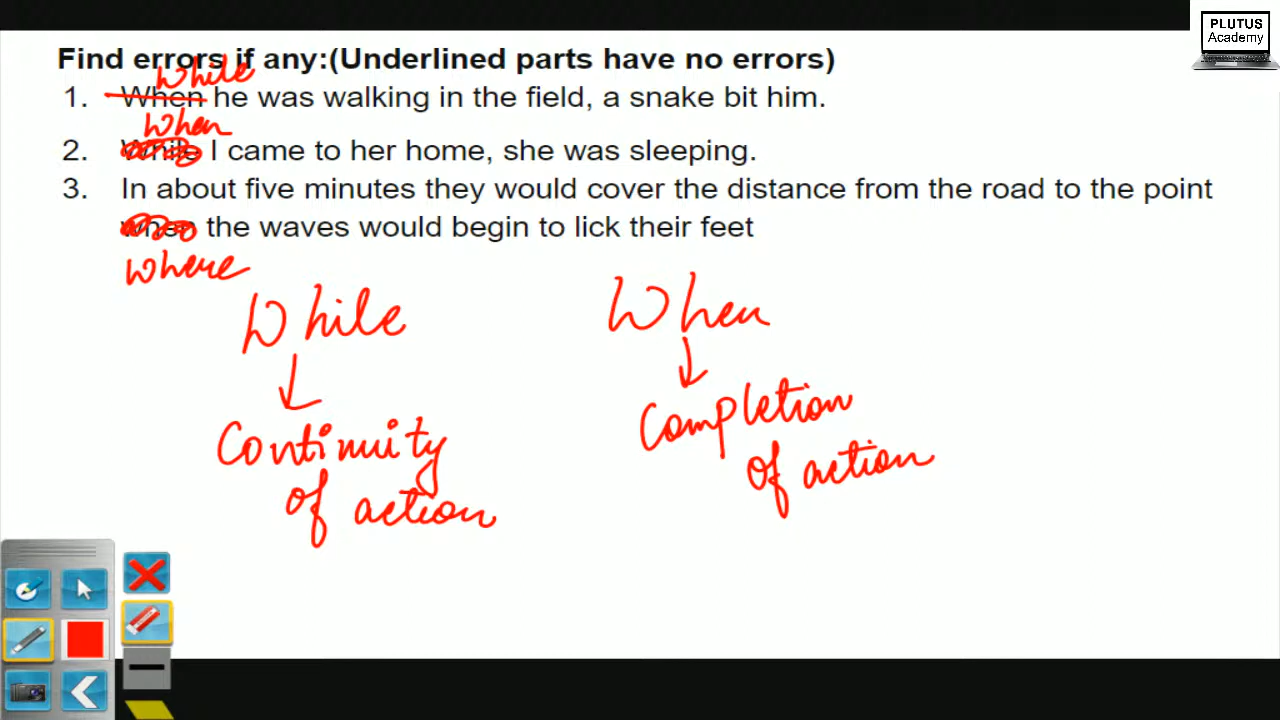 PLUTUS
Academy
Find errors if any:(Underlined parts have no errors)
While
1. When he was walking in the field, a snake bit him.
When
2. While I came to her home, she was sleeping.
3. In about five minutes they would cover the distance from the road to the point
when the waves would begin to lick their feet
where
While When
Continuity Completion
of action of action